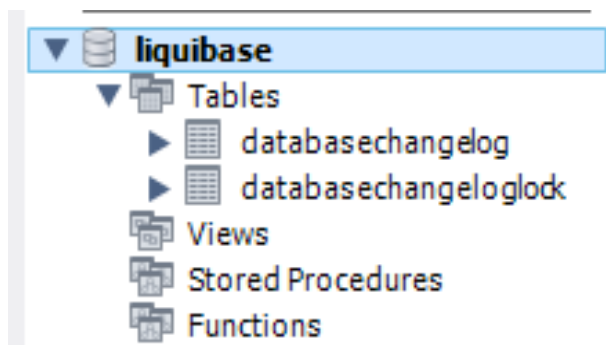 liquibase
Tables
databasechangelog
databasechangeloglock
Views
Stored Procedures
Functions